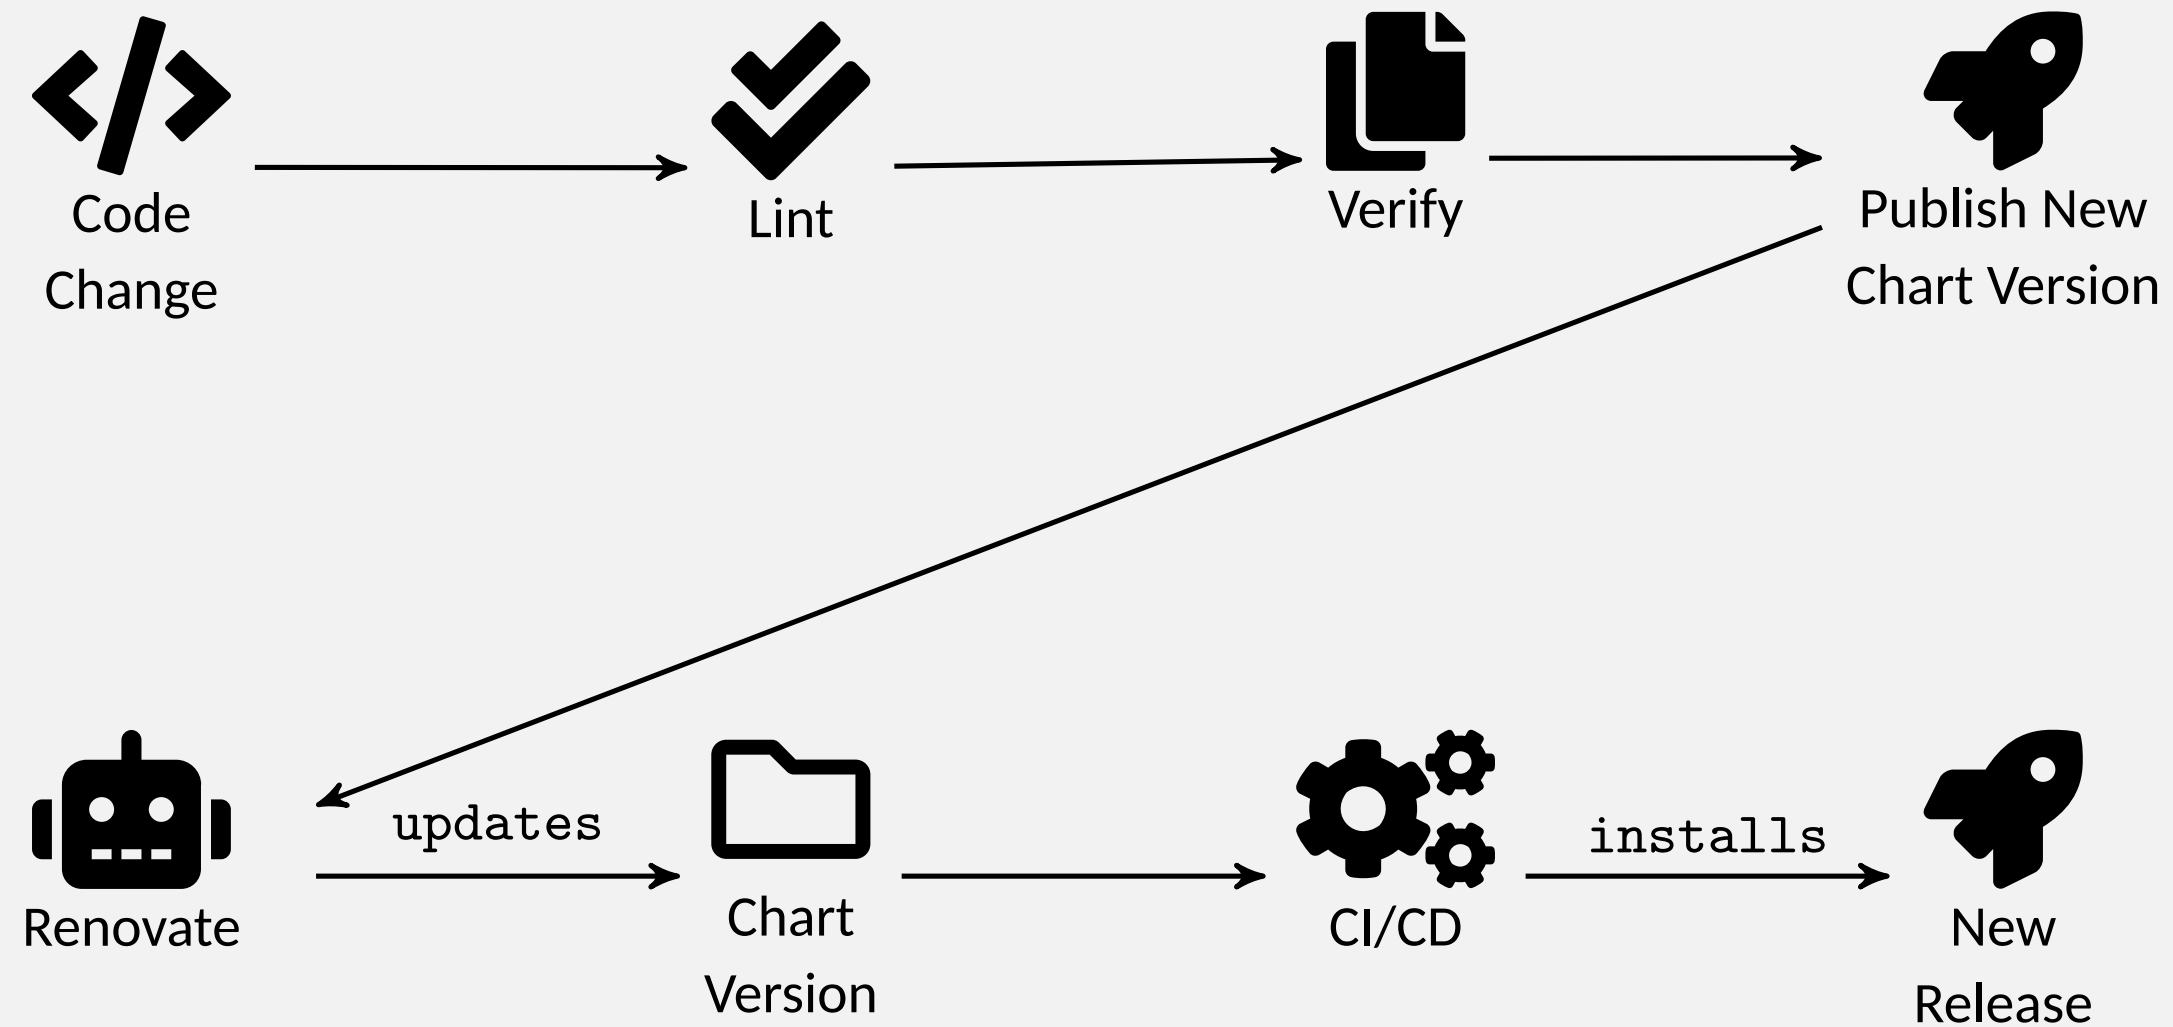 Code
Change
Lint
Verify
Publish New
Chart Version
Renovate
updates
Chart
Version
CI/CD
installs
New
Release